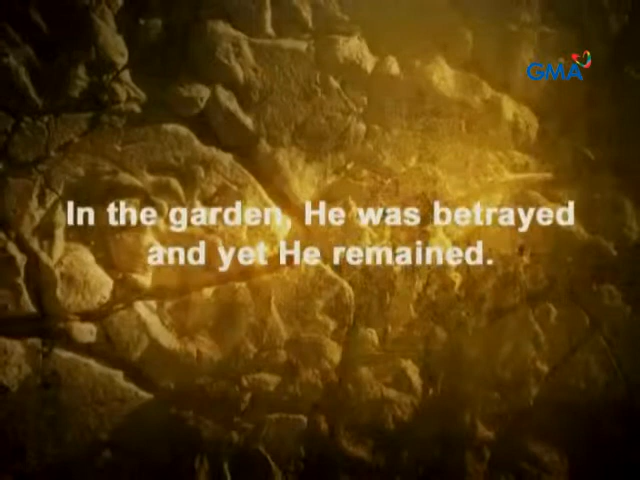 GMA
In the garden, He was betrayed
and yet He remained.